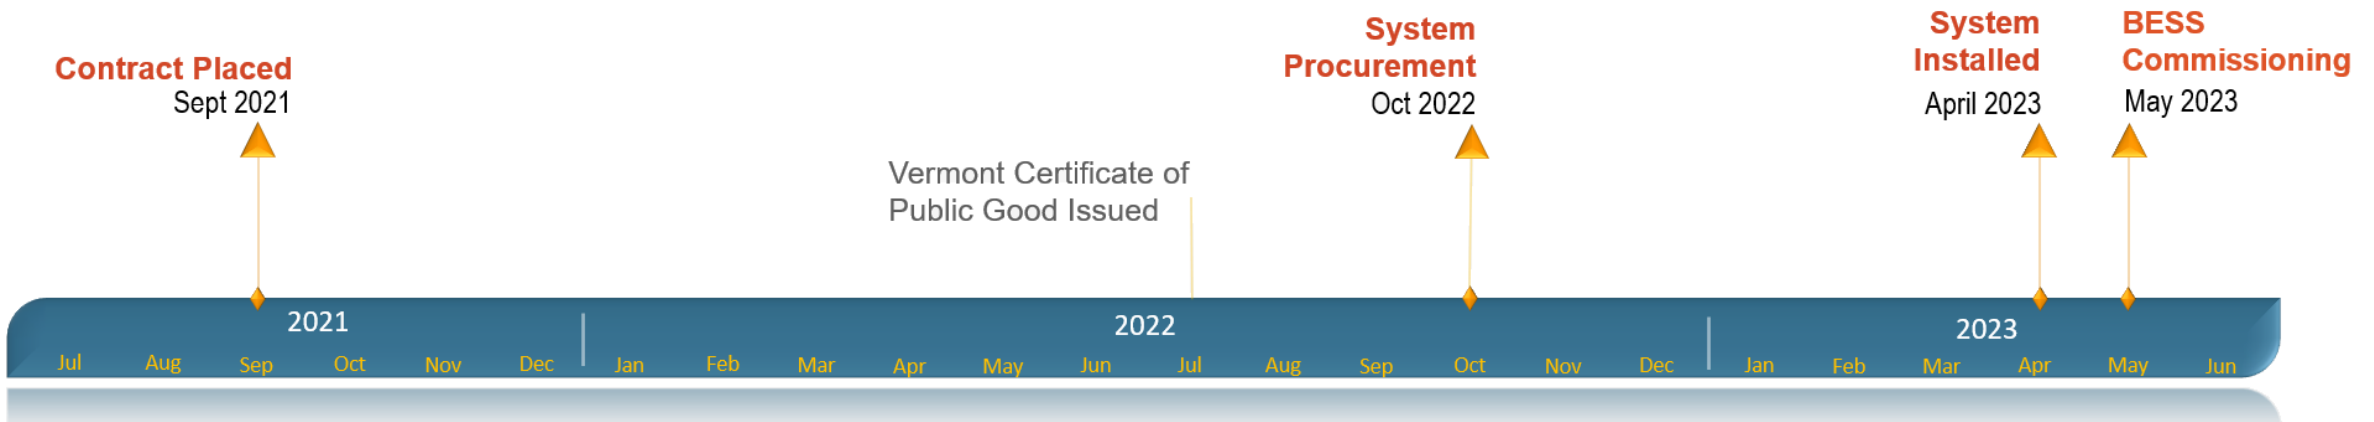 Contract Placed
Sept 2021
Vermont Certificate of
Public Good Issued
System
Procurement
Oct 2022
System
Installed
April 2023
BESS
Commissioning
May 2023
2021 2022 2023
Jul Aug Sep Oct Nov Dec Jan Feb Mar Apr May Jun Jul Aug Sep Oct Nov Dec Jan Feb Mar Apr May Jun